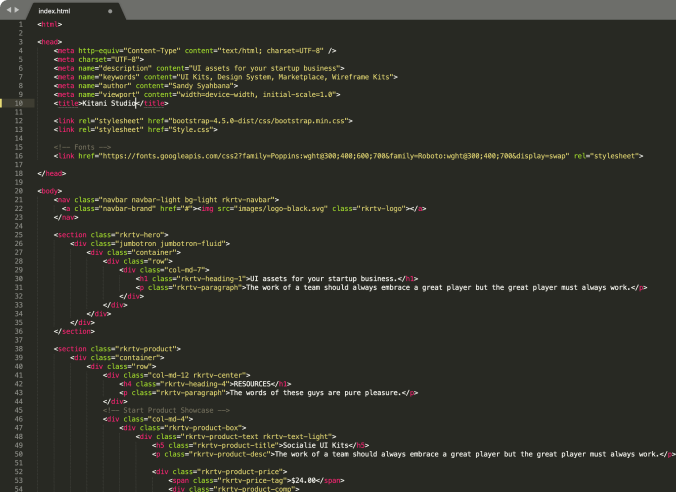 index.html
1 <html>
2
3 <head>
4 <meta http-equiv="Content-Type" content="text/html; charset=UTF-8" />
5 <meta charset="UTF-8">
6 <meta name="description" content="UI assets for your startup business">
7 <meta name="keywords" content="UI Kits, Design System, Marketplace, Wireframe Kits">
8 <meta name="author" content="Sandy Syahbana">
9 <meta name="viewport" content="width=device-width, initial-scale=1.0">
10 <title>Kitani Studio</title>
11
12 <link rel="stylesheet" href="bootstrap-4.5.0-dist/css/bootstrap.min.css">
13 <link rel="stylesheet" href="Style.css">
14
15 <!-- Fonts -->
16 <link href="https://fonts.googleapis.com/css2?family=Poppins:wght@300;400;600;700&family=Roboto:wght@300;400;700&display=swap" rel="stylesheet">
17
18 </head>
19
20 <body>
21 <nav class="navbar navbar-light bg-light rkrtv-navbar">
22 <a class="navbar-brand" href="#"><img src="images/logo-black.svg" class="rkrtv-logo"></a>
23 </nav>
24
25 <section class="rkrtv-hero">
26 <div class="jumbotron jumbotron-fluid">
27 <div class="container">
28 <div class="row">
29 <div class="col-md-7">
30 <h1 class="rkrtv-heading-1">UI assets for your startup business.</h1>
31 <p class="rkrtv-paragraph">The work of a team should always embrace a great player but the great player must always work.</p>
32 </div>
33 </div>
34 </div>
35 </div>
36 </section>
37
38 <section class="rkrtv-product">
39 <div class="container">
40 <div class="row">
41 <div class="col-md-12 rkrtv-center">
42 <h4 class="rkrtv-heading-4">RESOURCES</h1>
43 <p class="rkrtv-paragraph">The words of these guys are pure pleasure.</p>
44 </div>
45 <!-- Start Product Showcase -->
46 <div class="col-md-4">
47 <div class="rkrtv-product-box">
48 <div class="rkrtv-product-text rkrtv-text-light">
49 <h5 class="rkrtv-product-title">Socialie UI Kits</h5>
50 <p class="rkrtv-product-desc">The work of a team should always embrace a great player but the great player must always work.</p>
51
52 <div class="rkrtv-product-price">
53 <span class="rkrtv-price-tag">$24.00</span>
54 <div class="rkrtv-product-comp">